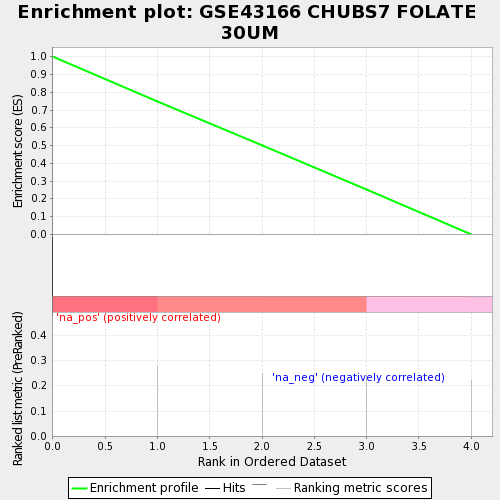 Enrichment plot: GSE43166 CHUBS7 FOLATE
30UM
Enrichment score (ES)
1.0
0.9
0.8
0.7
0.6
0.5
0.4
0.3
0.2
0.1
0.0
'na_pos' (positively correlated)
'na_neg' (negatively correlated)
Ranked list metric (PreRanked)
0.4
0.3
0.2
0.1
0.0
0.0 0.5 1.0 1.5 2.0 2.5 3.0 3.5 4.0
Rank in Ordered Dataset
Enrichment profile Hits Ranking metric scores